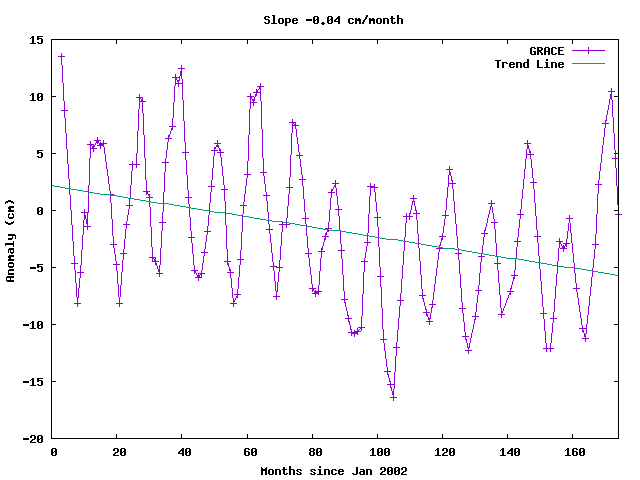 Slope -0.04 cm/month
GRACE
Trend Line
15
10
5
0
-5
-10
-15
-20
Anomaly (cm)
0 20 40 60 80 100 120 140 160
Months since Jan 2002